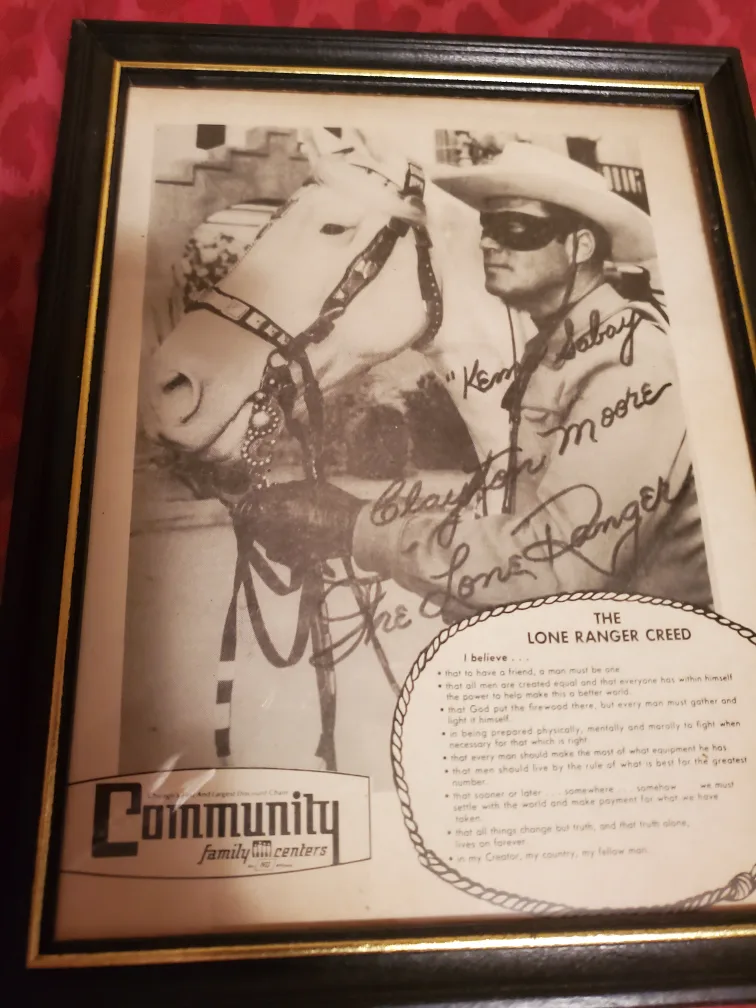 "Kemo Sabay
Clayton Moore
The Lone Ranger
THE
LONE RANGER CREED
I believe . . .
• that to have a friend, a man must be one.
• that all men are created equal and that everyone has within himself
the power to help make this a better world.
• that God put the firewood there, but every man must gather and
light it himself.
• in being prepared physically, mentally and morally to fight when
necessary for that which is right.
• that every man should make the most of what equipment he has.
• that men should live by the rule of what is best for the greatest
number.
• that sooner or later . . . somewhere . . . somehow we must
settle with the world and make payment for what we have
taken.
• that all things change but truth, and that truth alone,
lives on forever.
• in my Creator, my country, my fellow man.
And Largest Discount Chain
Community
family centers